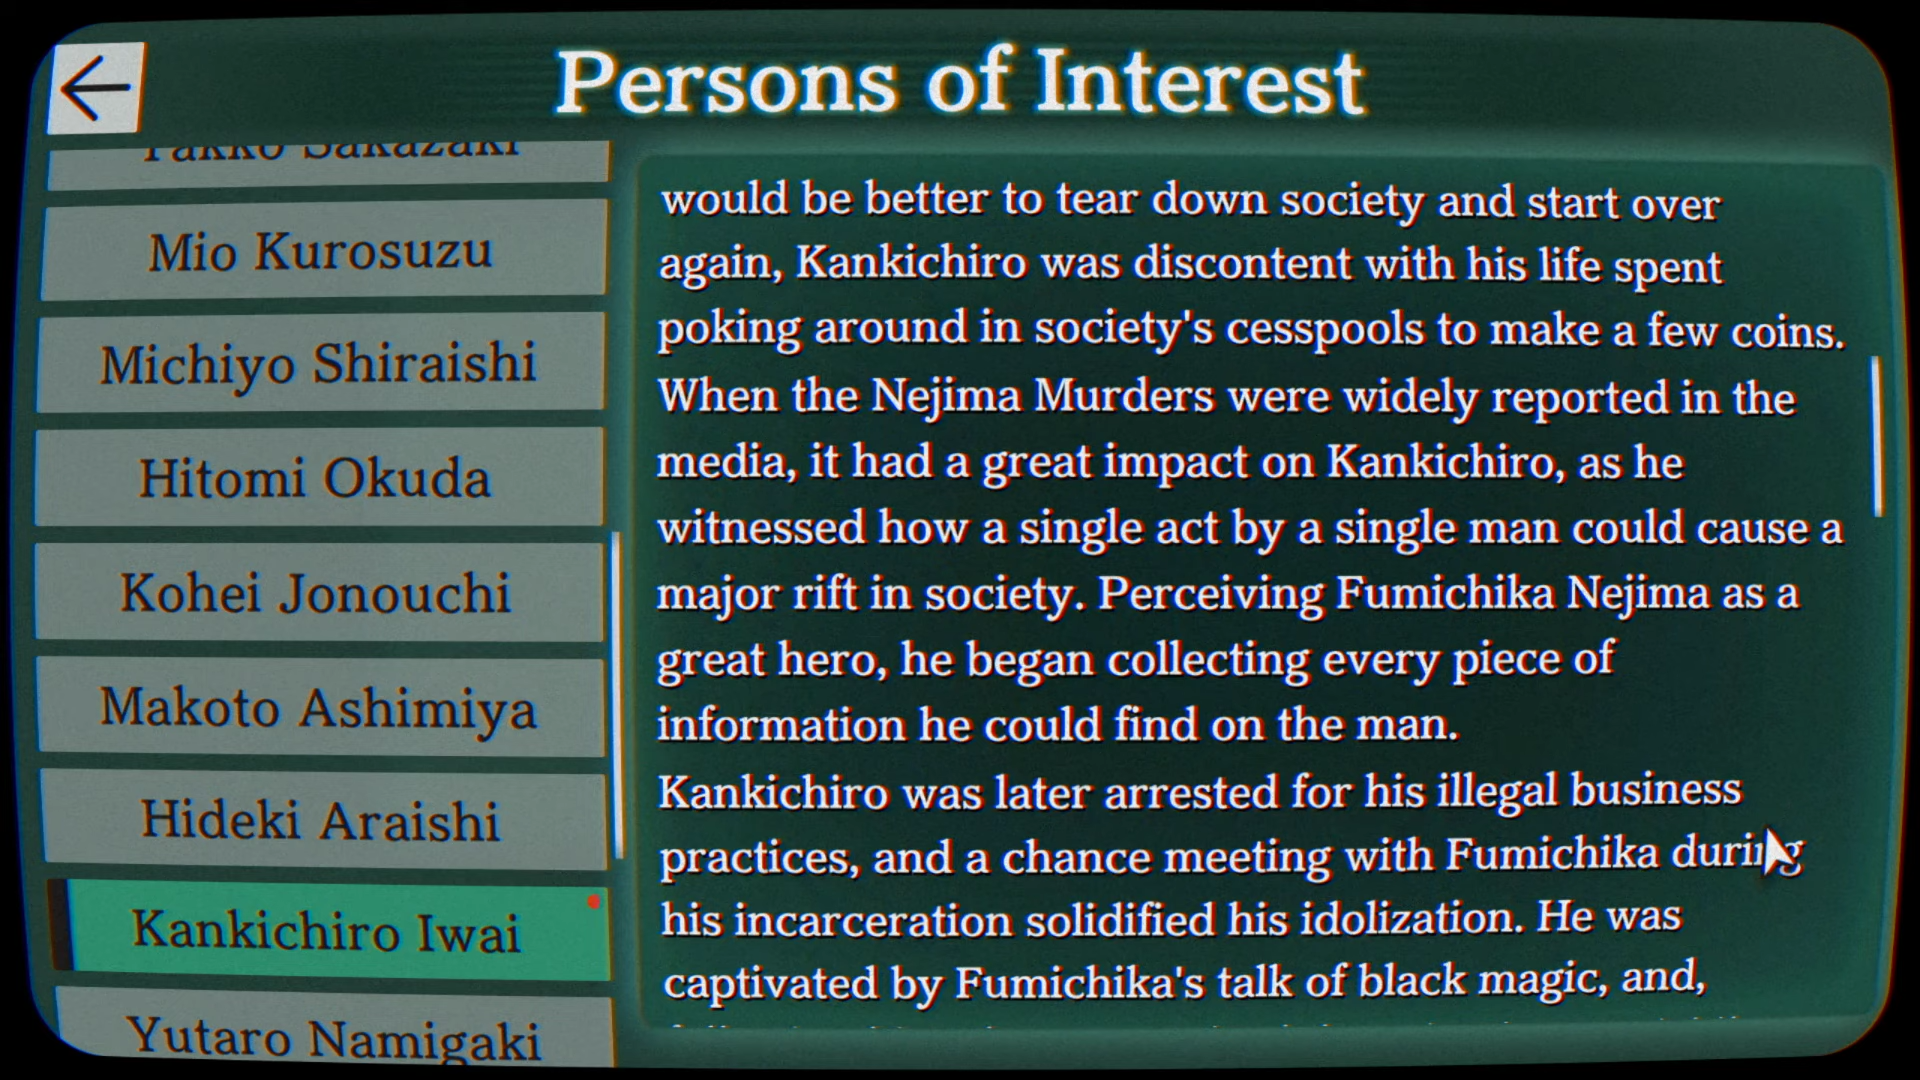 Persons of Interest
Takko Sakazaki
Mio Kurosuzu
Michiyo Shiraishi
Hitomi Okuda
Kohei Jonouchi
Makoto Ashimiya
Hideki Araishi
Kankichiro Iwai
Yutaro Namigaki
would be better to tear down society and start over
again, Kankichiro was discontent with his life spent
poking around in society's cesspools to make a few coins.
When the Nejima Murders were widely reported in the
media, it had a great impact on Kankichiro, as he
witnessed how a single act by a single man could cause a
major rift in society. Perceiving Fumichika Nejima as a
great hero, he began collecting every piece of
information he could find on the man.
Kankichiro was later arrested for his illegal business
practices, and a chance meeting with Fumichika during
his incarceration solidified his idolization. He was
captivated by Fumichika's talk of black magic, and,